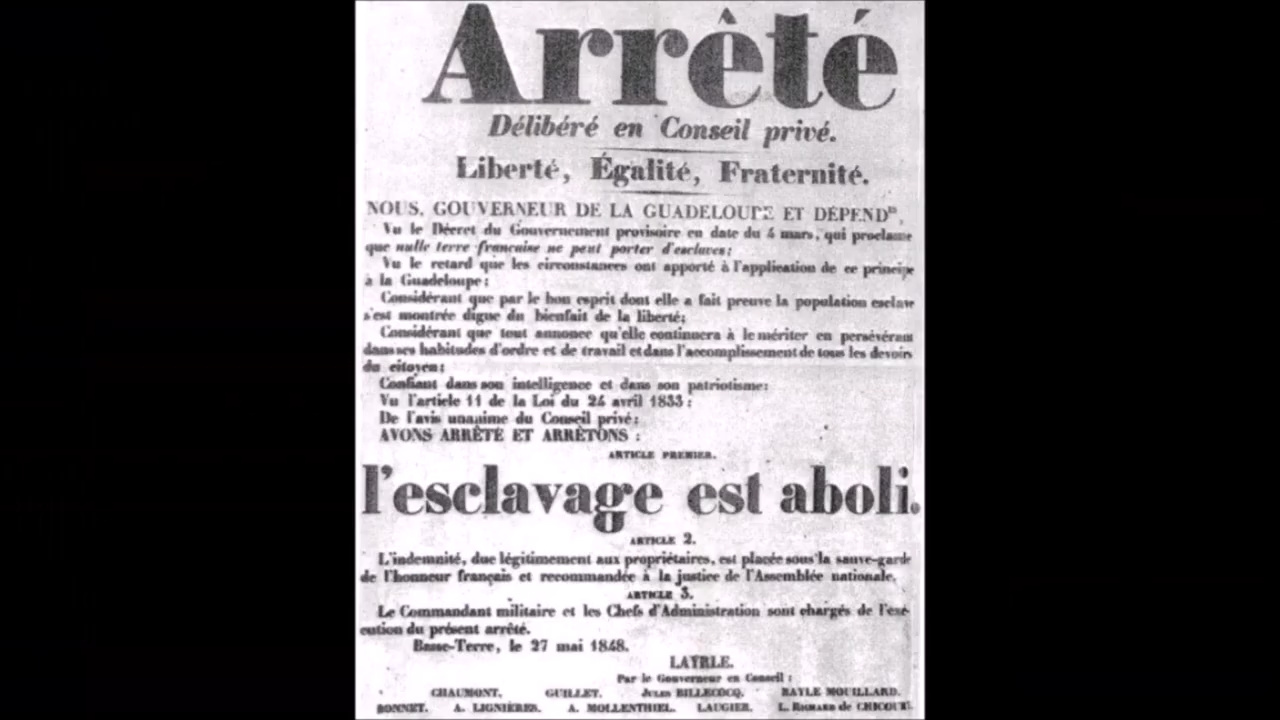 Arrêté
Délibéré en Conseil privé.
Liberté, Égalité, Fraternité.
NOUS, GOUVERNEUR DE LA GUADELOUPE ET DÉPENDces,
Vu le Décret du Gouvernement provisoire en date du 4 mars, qui proclame
que nulle terre française ne peut porter d'esclaves;
Vu le retard que les circonstances ont apporté à l'application de ce principe
à la Guadeloupe;
Considérant que par le bon esprit dont elle a fait preuve la population esclave
s'est montrée digne du bienfait de la liberté;
Considérant que tout annonce qu'elle continuera à le mériter en persévérant
dans ses habitudes d'ordre et de travail et dans l'accomplissement de tous les devoirs
du citoyen;
Confiant dans son intelligence et dans son patriotisme;
Vu l'article 11 de la Loi du 24 avril 1833;
De l'avis unanime du Conseil privé;
AVONS ARRÊTÉ ET ARRÊTONS :
ARTICLE PREMIER.
l'esclavage est aboli.
ARTICLE 2.
L'indemnité, due légitimement aux propriétaires, est placée sous la sauve-garde
de l'honneur français et recommandée à la justice de l'Assemblée nationale.
ARTICLE 3.
Le Commandant militaire et les Chefs d'Administration sont chargés de l'exé-
cution du présent arrêté.
Basse-Terre, le 27 mai 1848.
LAYRLE.
Par le Gouverneur en Conseil :
CHAUMONT. GUILLET. JULES BILLECOCQ. BAYLE MOUILLARD.
BONNET. A. LIGNIÈRES. A. MOLLENTHIEL. LAUGIER. L. RICHARD de CHICOURT.